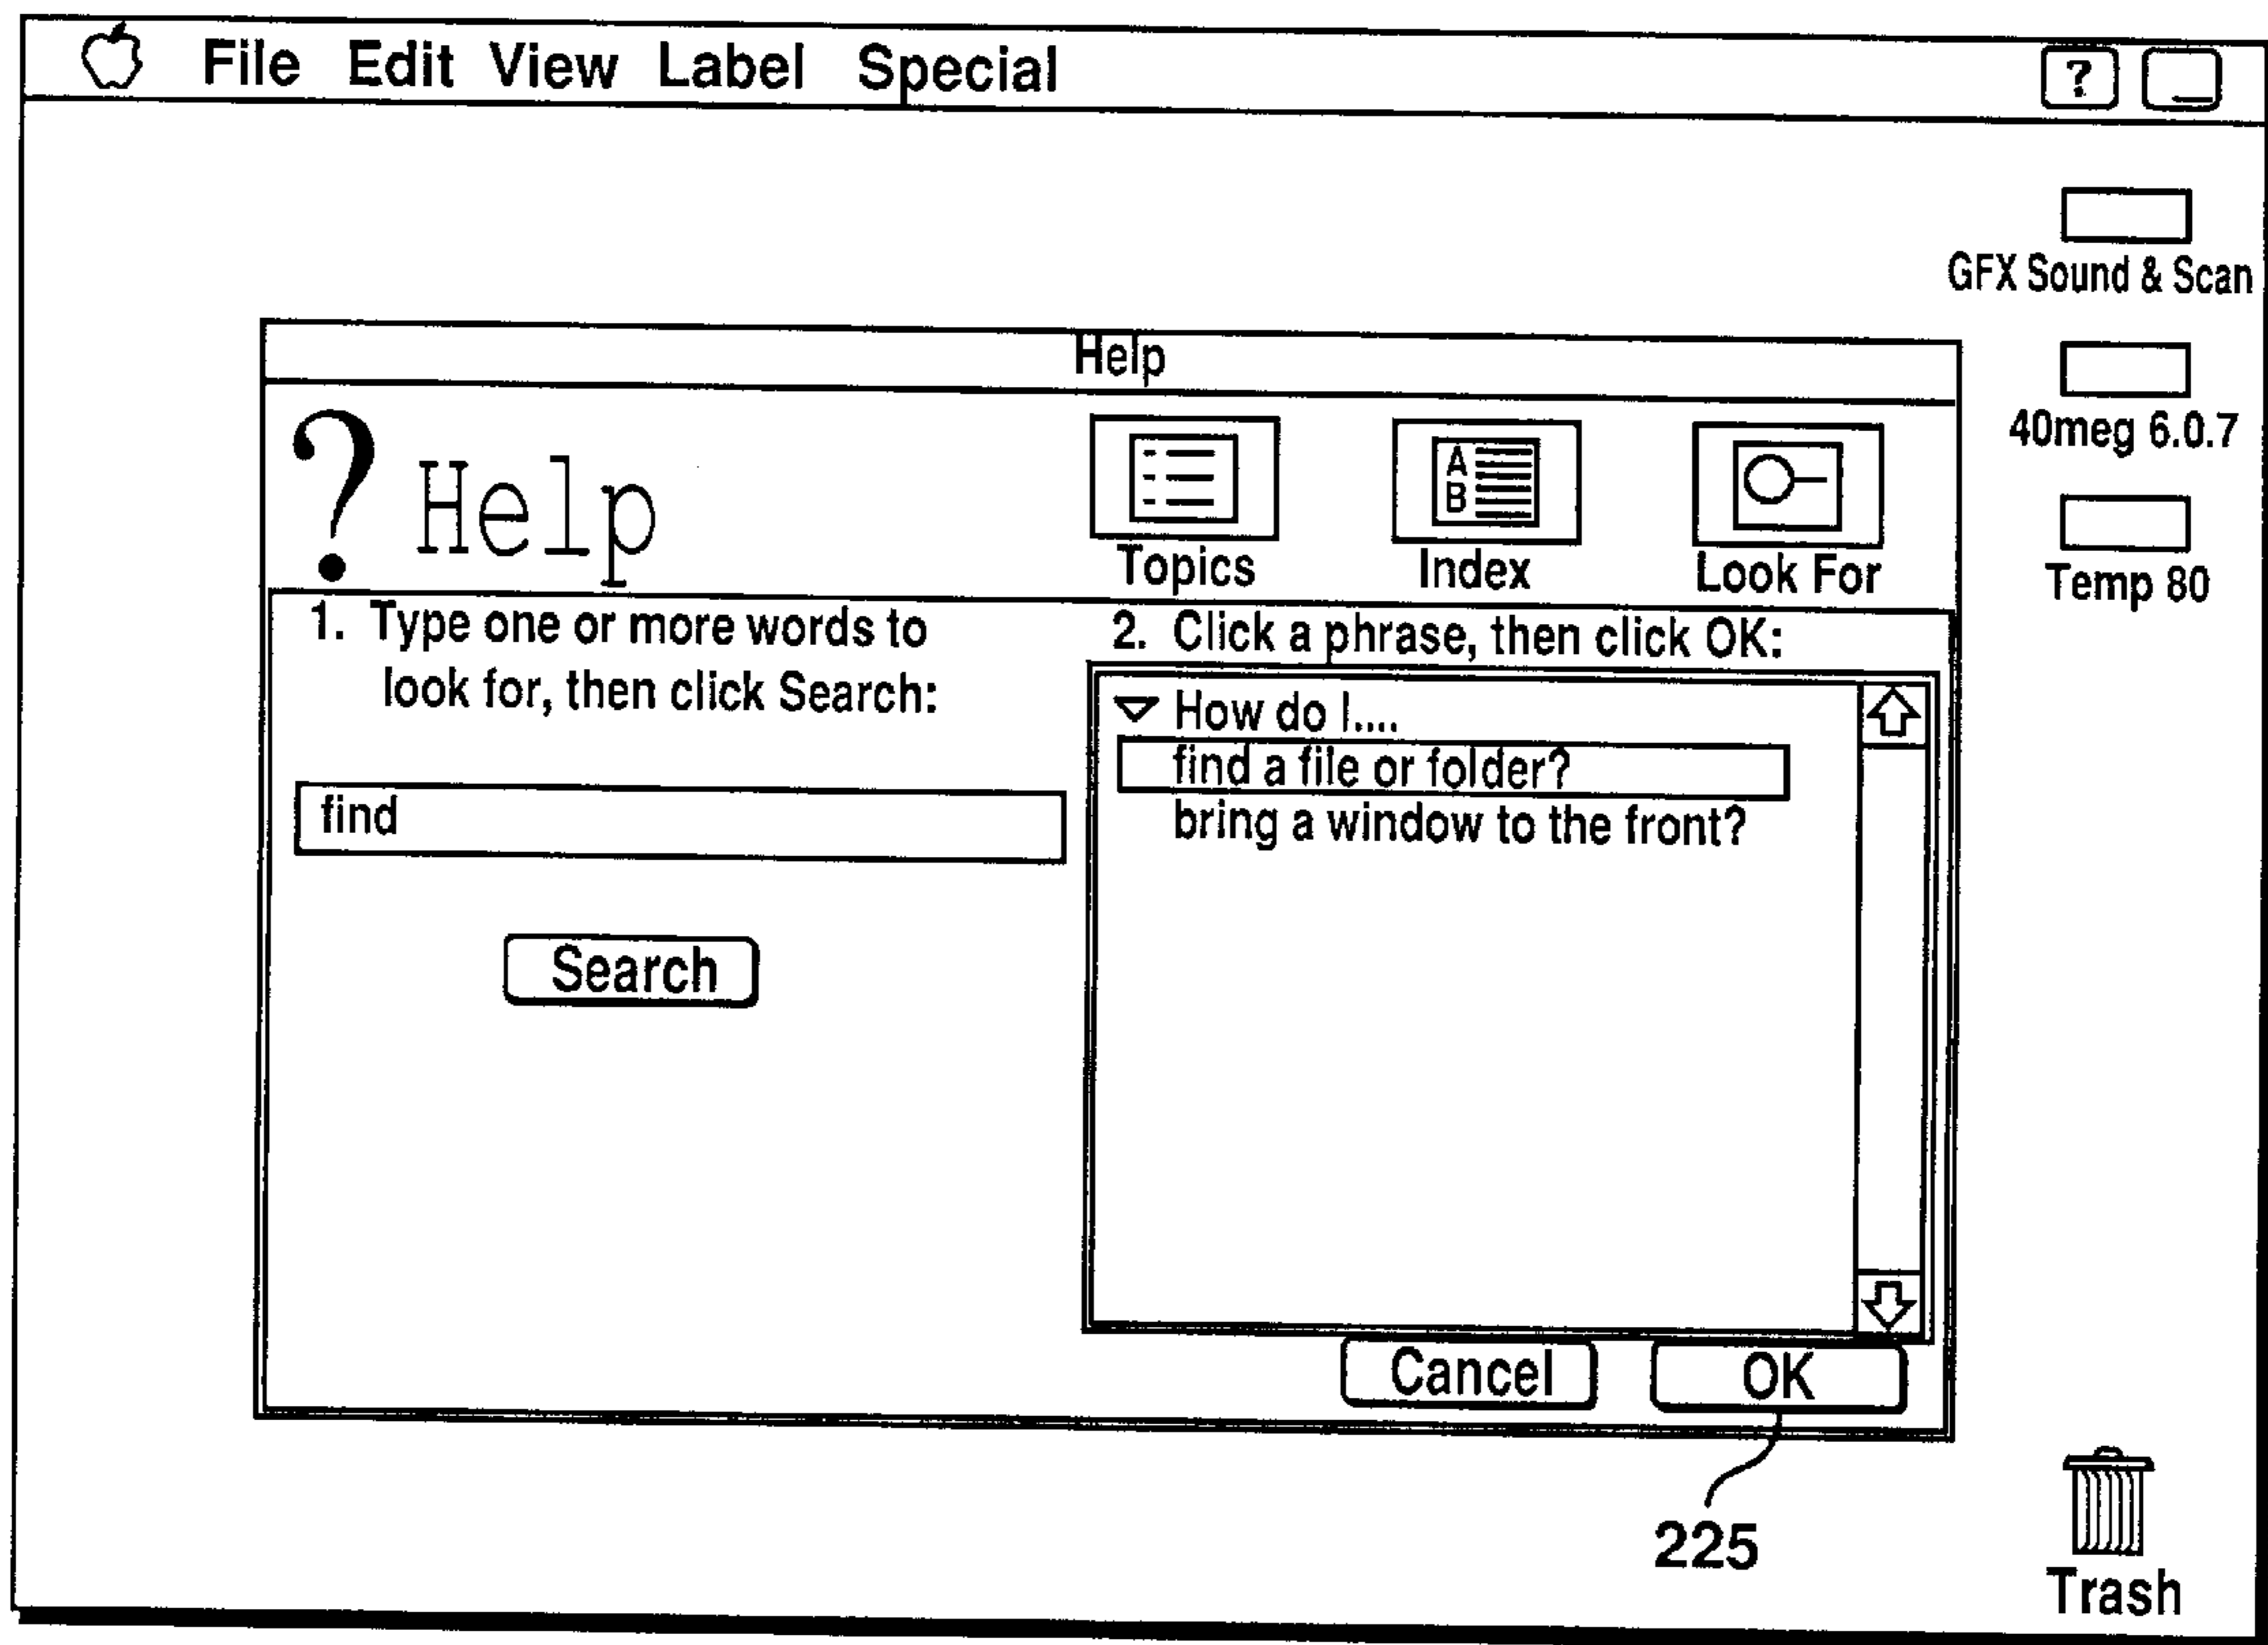 File Edit View Label Special ?
GFX Sound & Scan
Help
40meg 6.0.7
? Help
A
B
Topics Index Look For
Temp 80
1. Type one or more words to
look for, then click Search:
find
Search
2. Click a phrase, then click OK:
How do I....
find a file or folder?
bring a window to the front?
Cancel OK
225
Trash